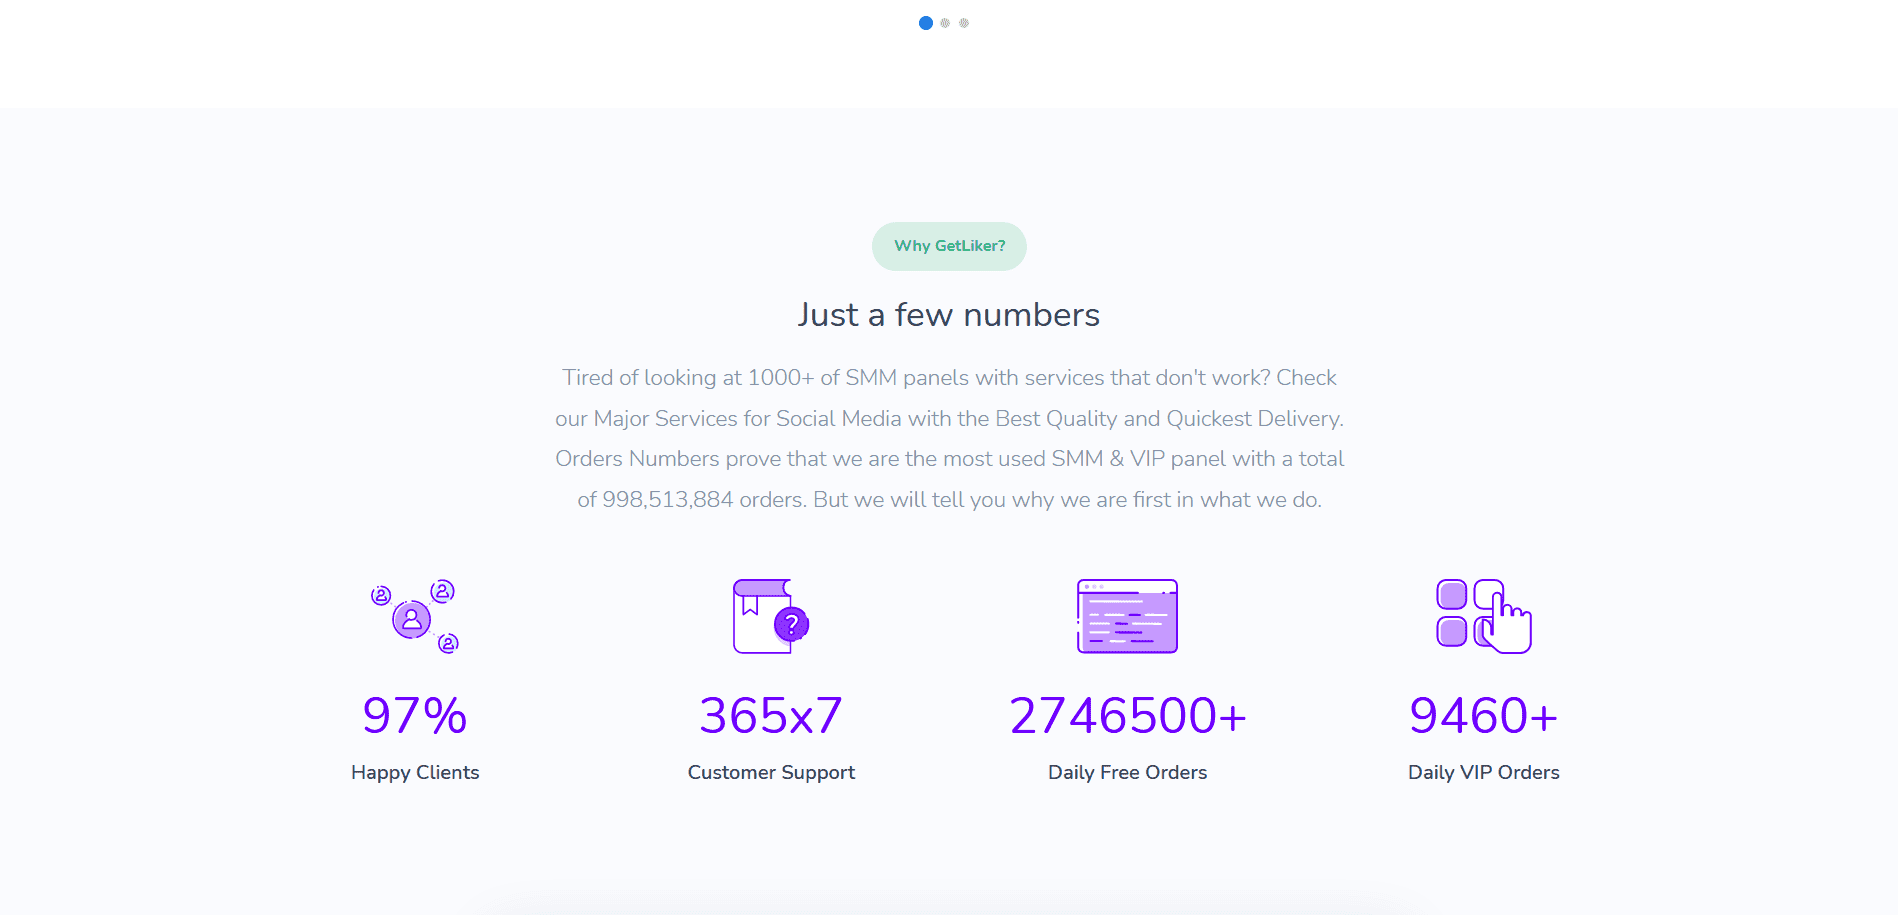 Why GetLiker?
Just a few numbers
Tired of looking at 1000+ of SMM panels with services that don't work? Check
our Major Services for Social Media with the Best Quality and Quickest Delivery.
Orders Numbers prove that we are the most used SMM & VIP panel with a total
of 998,513,884 orders. But we will tell you why we are first in what we do.
?
97%
365x7
2746500+
9460+
Happy Clients
Customer Support
Daily Free Orders
Daily VIP Orders